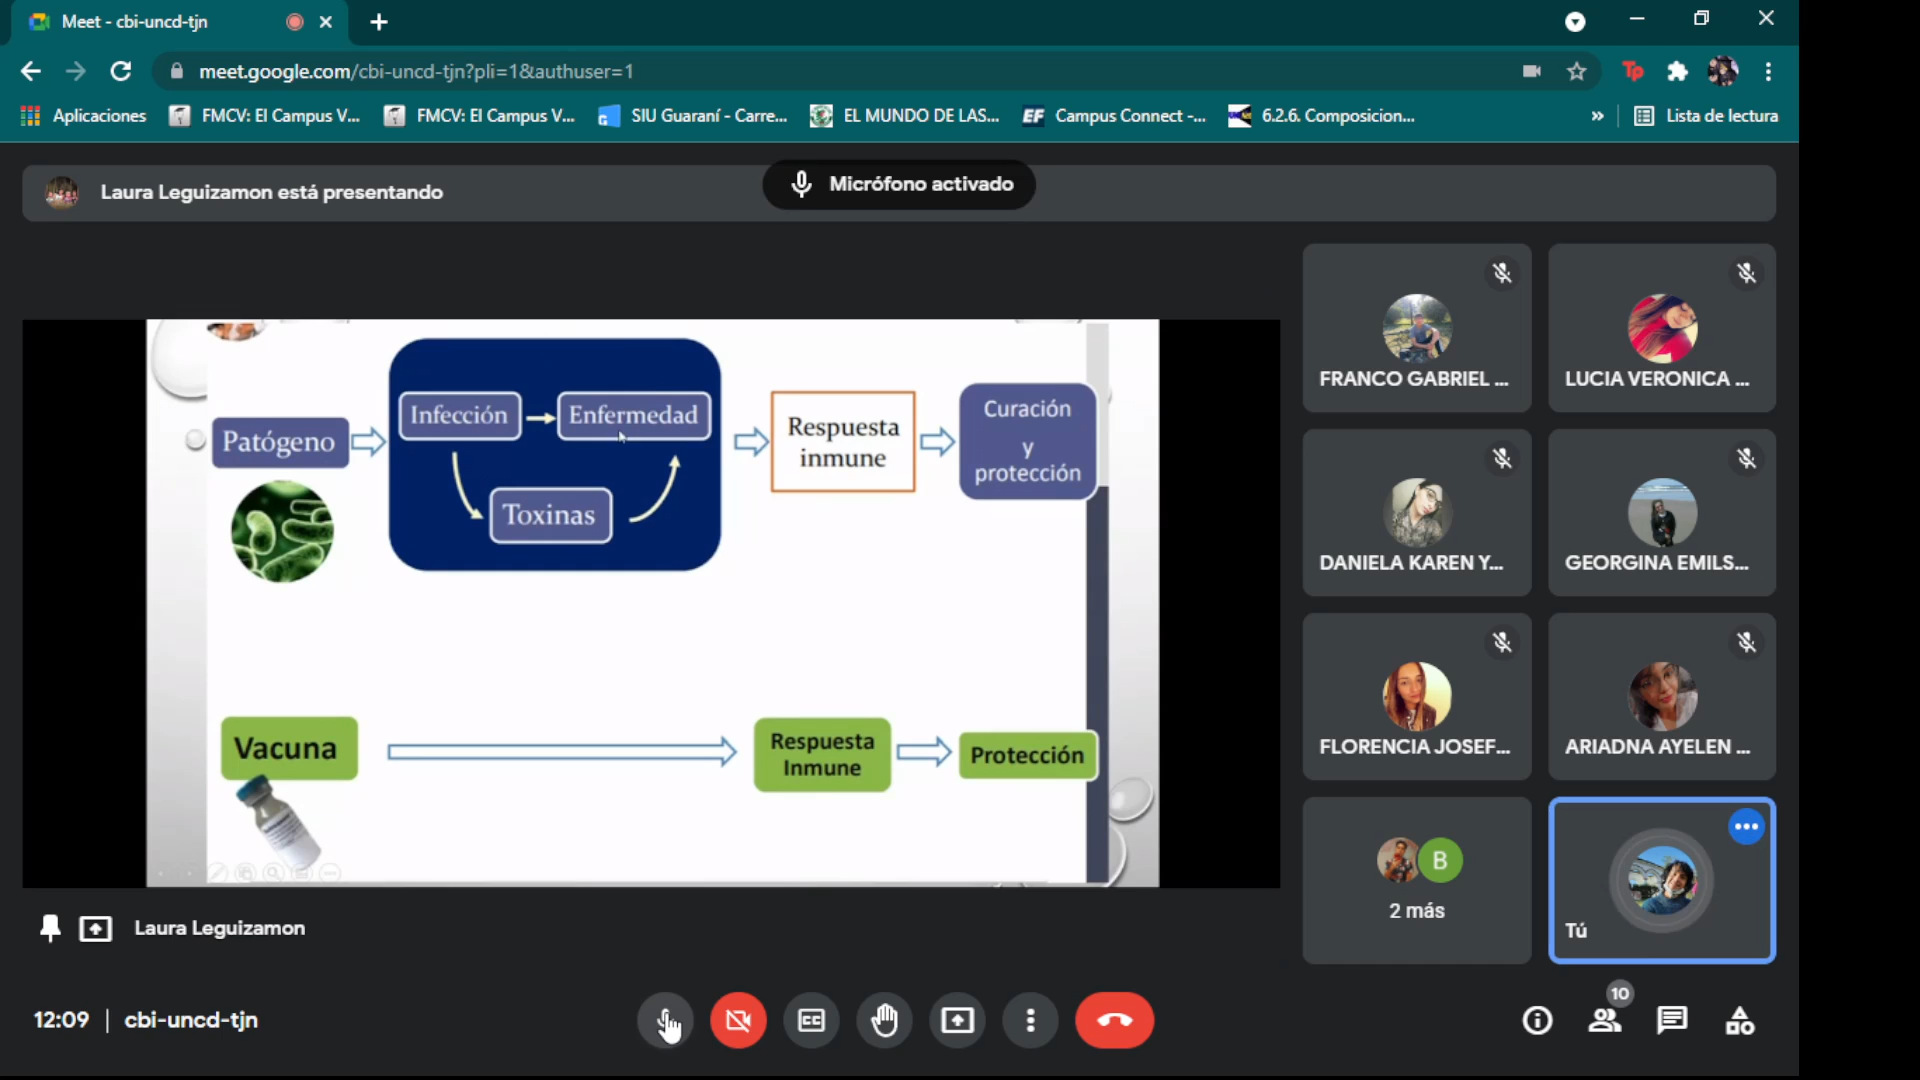 Meet - cbi-uncd-tjn
meet.google.com/cbi-uncd-tjn?pli=1&authuser=1
Tp
Aplicaciones
FMCV: El Campus V...
FMCV: El Campus V...
SIU Guaraní - Carre...
EL MUNDO DE LAS...
EF Campus Connect -...
6.2.6. Composicion...
»
Lista de lectura
Laura Leguizamon está presentando
Micrófono activado
Patógeno
Infección
Enfermedad
Toxinas
Respuesta
inmune
Curación
y
protección
Vacuna
Respuesta
Inmune
Protección
FRANCO GABRIEL ...
LUCIA VERONICA ...
DANIELA KAREN Y...
GEORGINA EMILS...
FLORENCIA JOSEF...
ARIADNA AYELEN ...
B
2 más
Tú
Laura Leguizamon
12:09 | cbi-uncd-tjn
CC
10